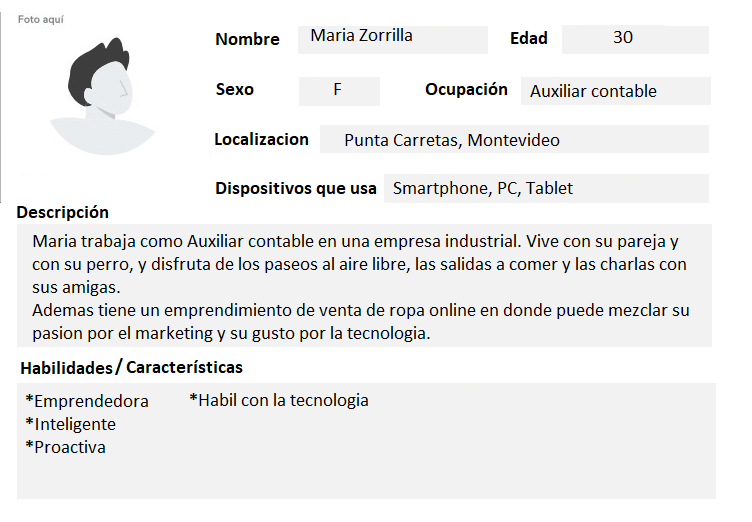 Foto aquí
Nombre Maria Zorrilla Edad 30
Sexo F Ocupación Auxiliar contable
Localizacion Punta Carretas, Montevideo
Dispositivos que usa Smartphone, PC, Tablet
Descripción
Maria trabaja como Auxiliar contable en una empresa industrial. Vive con su pareja y
con su perro, y disfruta de los paseos al aire libre, las salidas a comer y las charlas con
sus amigas.
Ademas tiene un emprendimiento de venta de ropa online en donde puede mezclar su
pasion por el marketing y su gusto por la tecnologia.
Habilidades / Características
*Emprendedora *Habil con la tecnologia
*Inteligente
*Proactiva